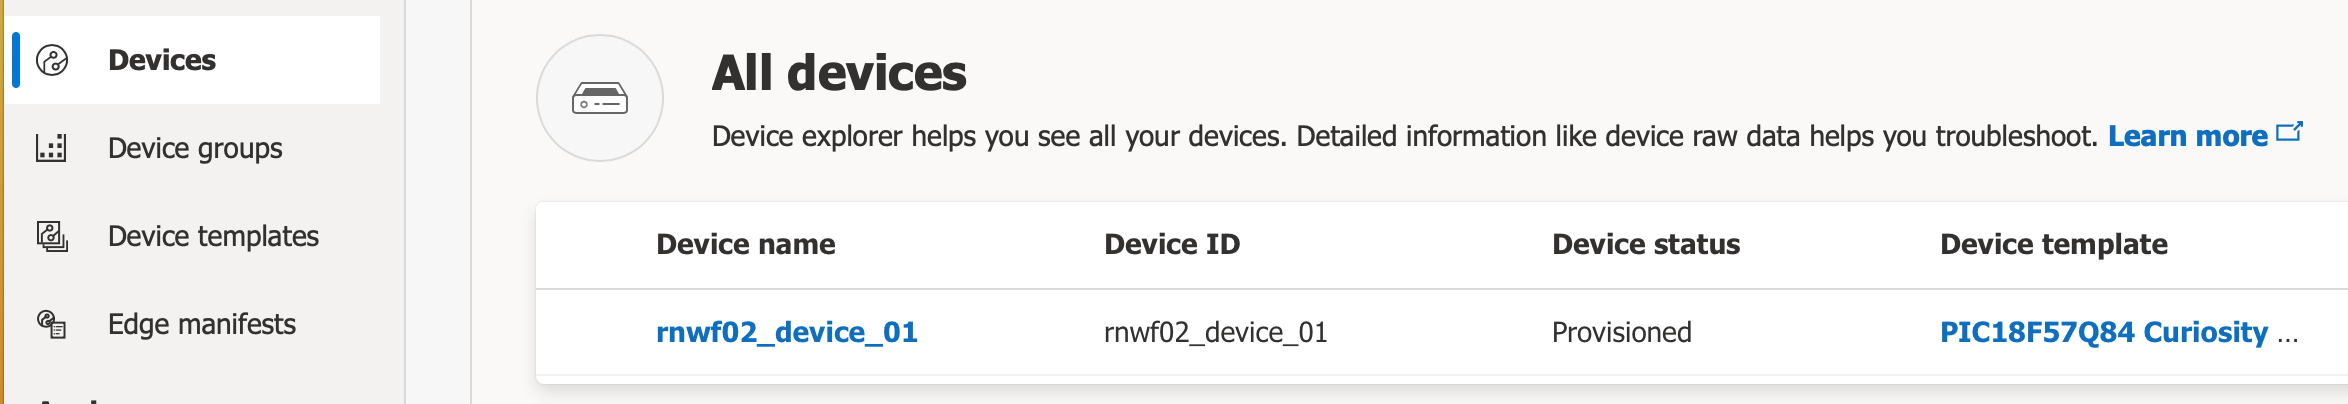 Devices
Device groups
Device templates
Edge manifests
All devices
Device explorer helps you see all your devices. Detailed information like device raw data helps you troubleshoot. Learn more
Device name Device ID Device status Device template
rnwf02_device_01 rnwf02_device_01 Provisioned PIC18F57Q84 Curiosity ...